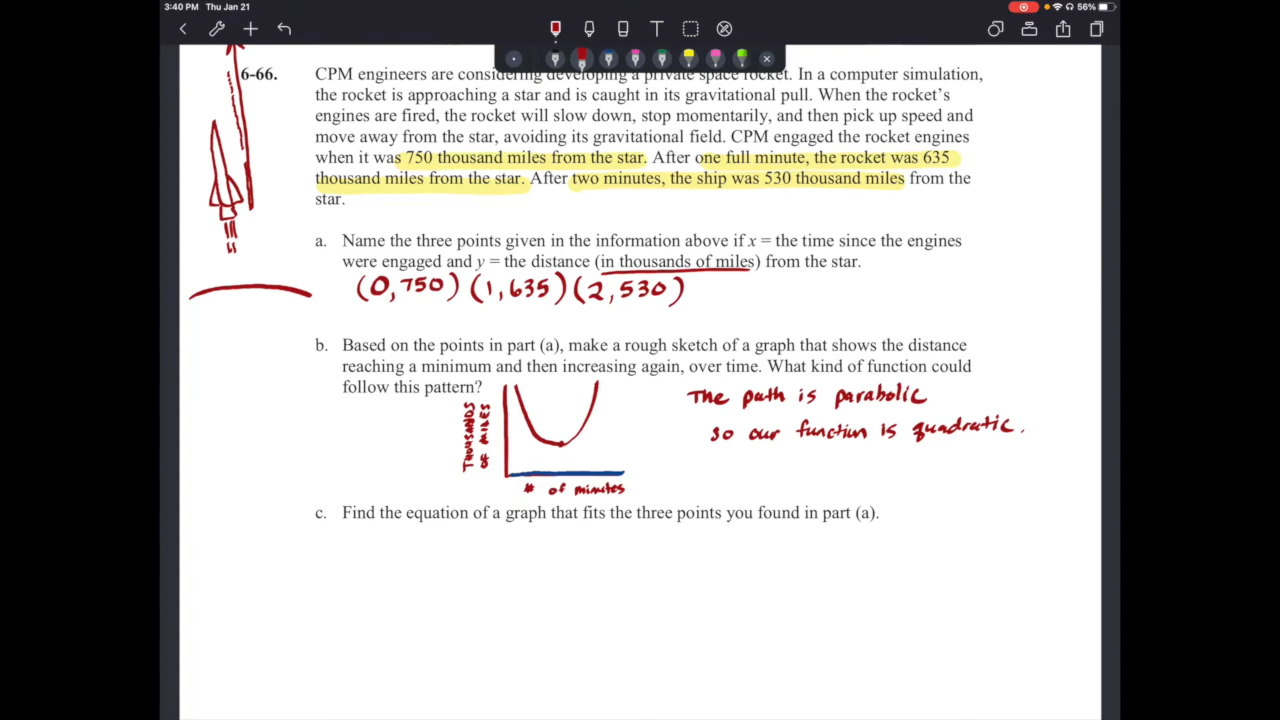 3:40 PM Thu Jan 21
56%
T
6-66. CPM engineers are considering developing a private space rocket. In a computer simulation,
the rocket is approaching a star and is caught in its gravitational pull. When the rocket's
engines are fired, the rocket will slow down, stop momentarily, and then pick up speed and
move away from the star, avoiding its gravitational field. CPM engaged the rocket engines
when it was 750 thousand miles from the star. After one full minute, the rocket was 635
thousand miles from the star. After two minutes, the ship was 530 thousand miles from the
star.
a. Name the three points given in the information above if x = the time since the engines
were engaged and y = the distance (in thousands of miles) from the star.
(0,750) (1,635) (2,530)
b. Based on the points in part (a), make a rough sketch of a graph that shows the distance
reaching a minimum and then increasing again, over time. What kind of function could
follow this pattern?
THOUSANDS
OF MILES
# of minutes
The path is parabolic
so our function is quadratic.
c. Find the equation of a graph that fits the three points you found in part (a).